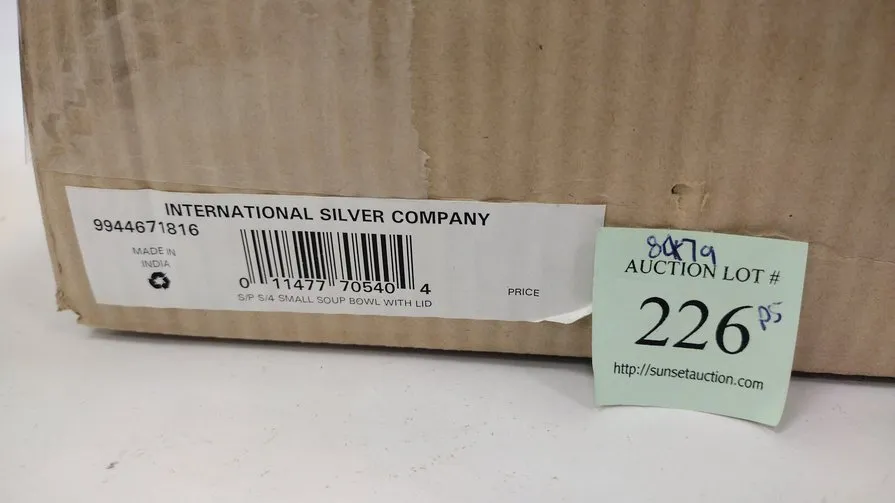 INTERNATIONAL SILVER COMPANY
9944671816
MADE IN
INDIA
0 11477 70540 4
S/P S/4 SMALL SOUP BOWL WITH LID
PRICE
AUCTION LOT #
226 P5
http://sunsetauction.com